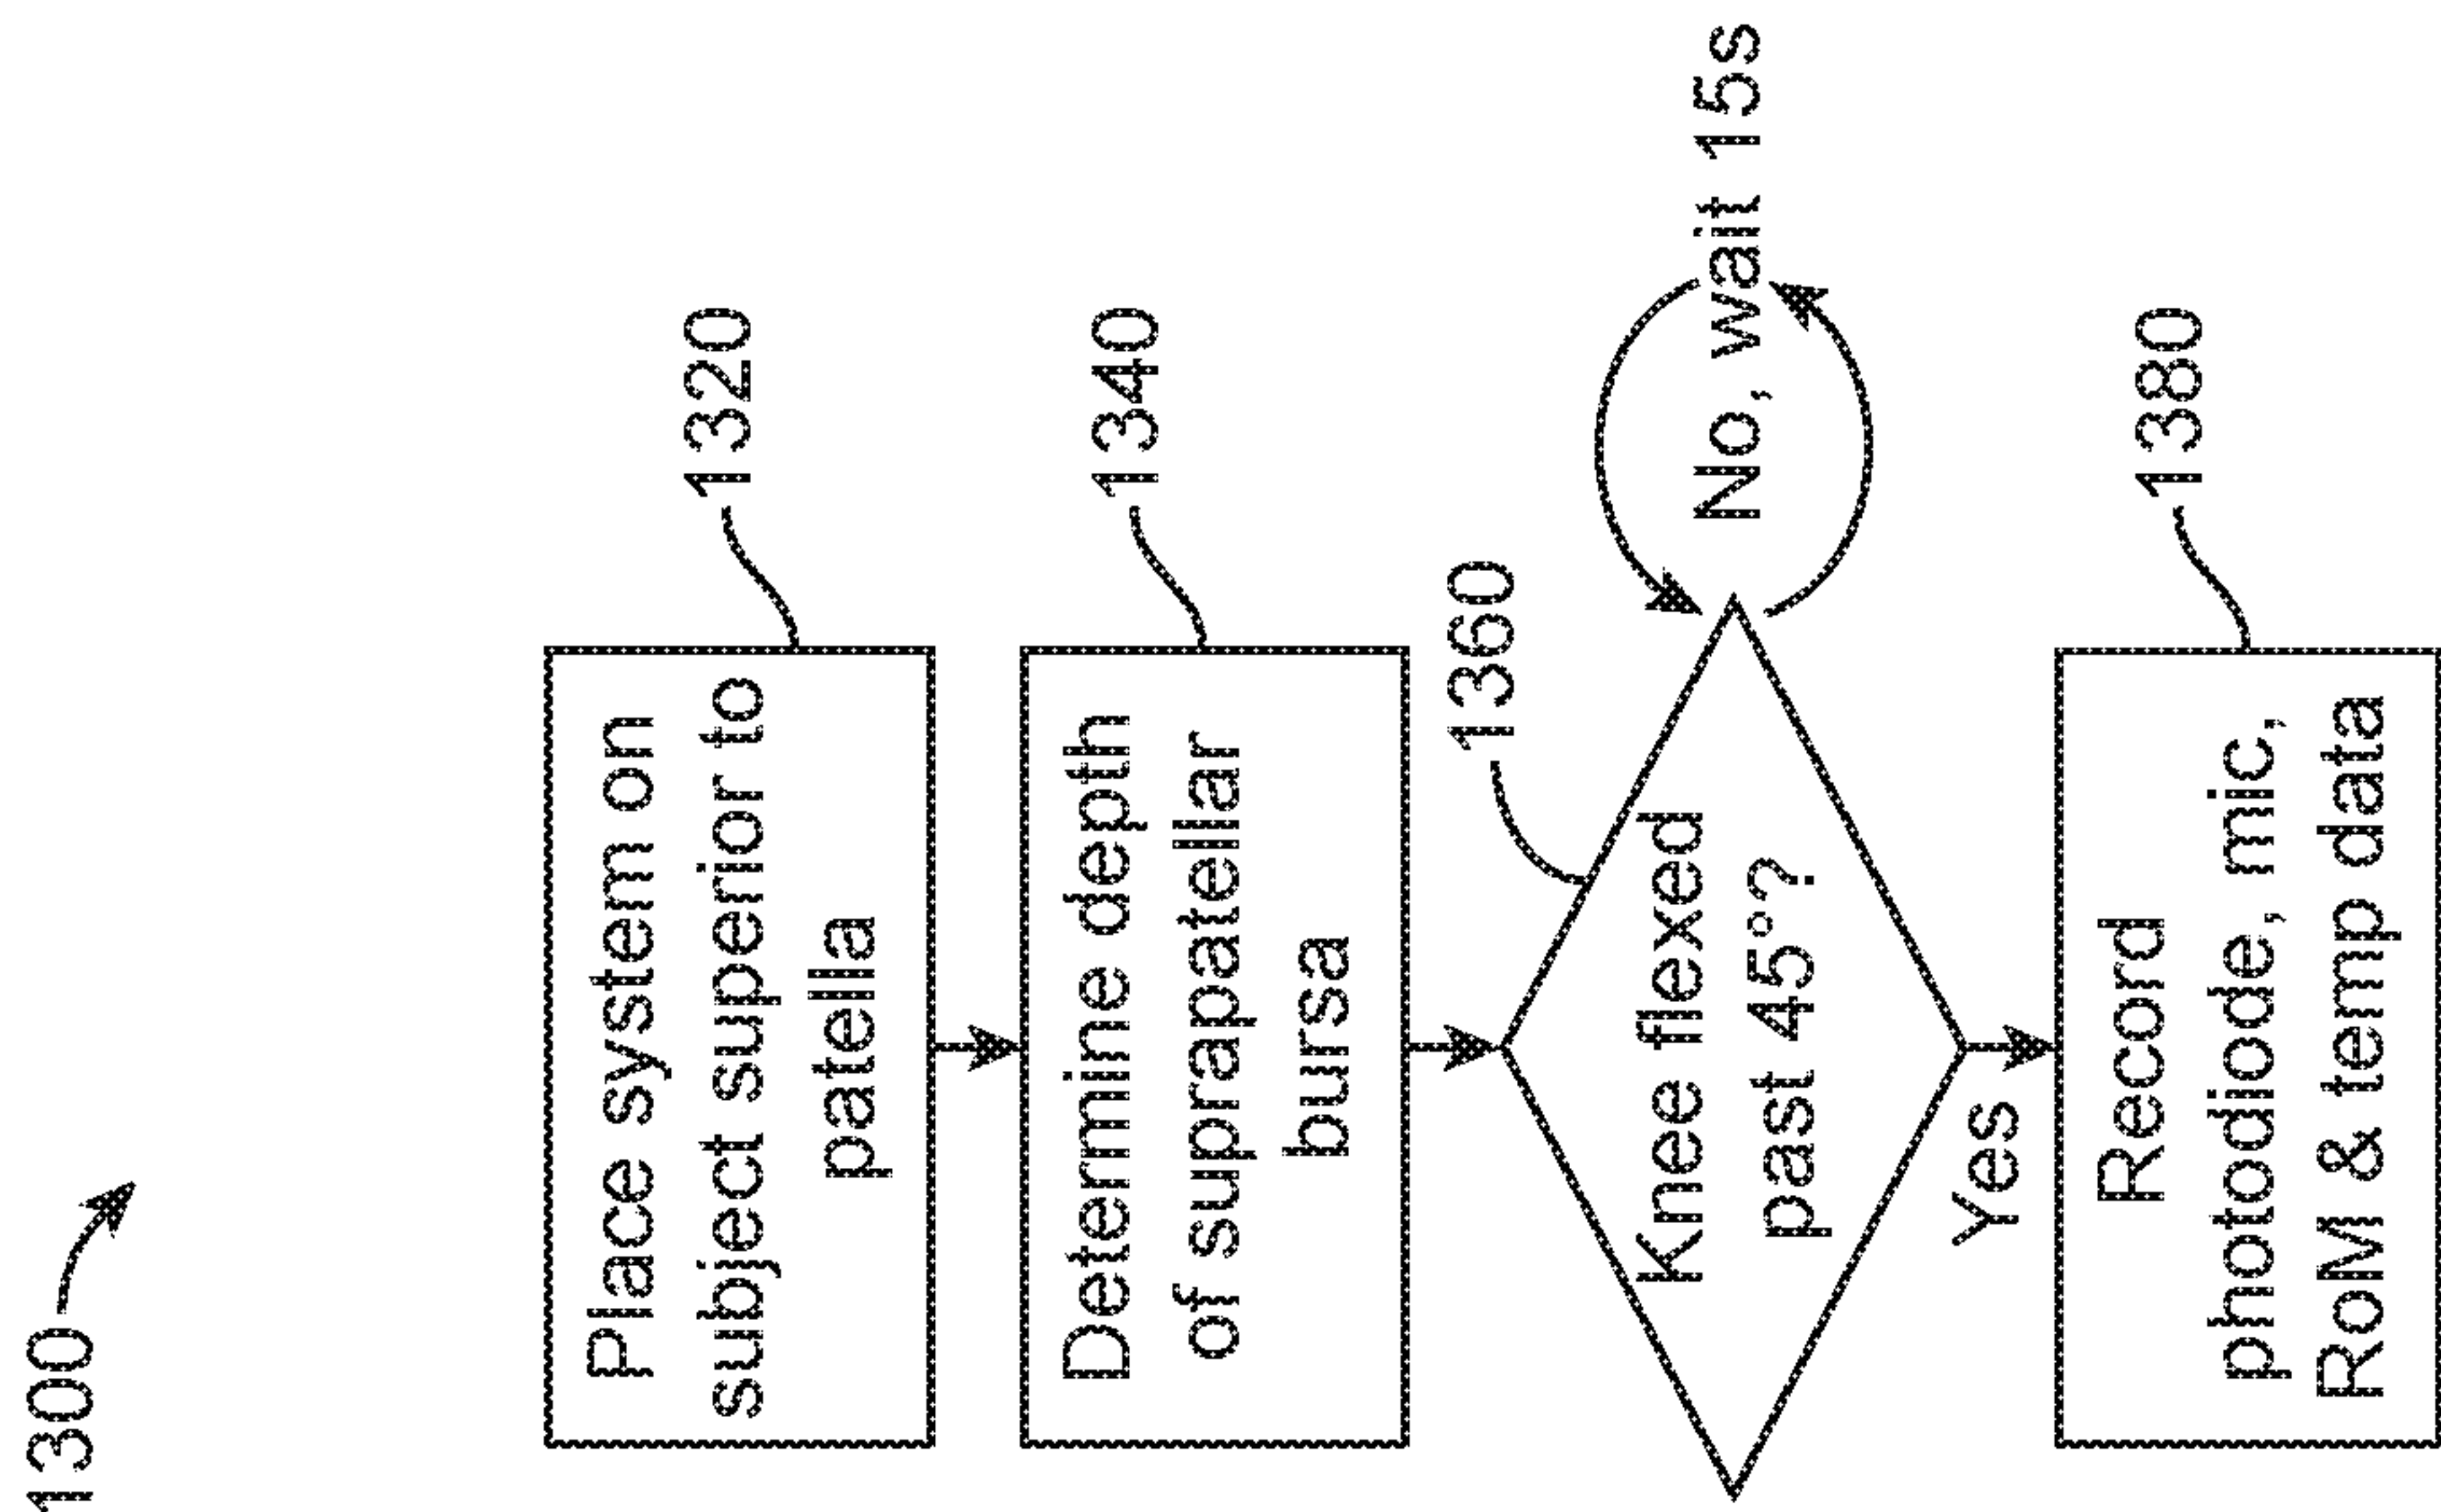 1300
Place system on
subject superior to
patella
1320
Determine depth
of suprapatellar
bursa
1340
1360
Knee flexed
past 45°?
No, wait 15s
Yes
Record
photodiode, mic,
RoM & temp data
1380